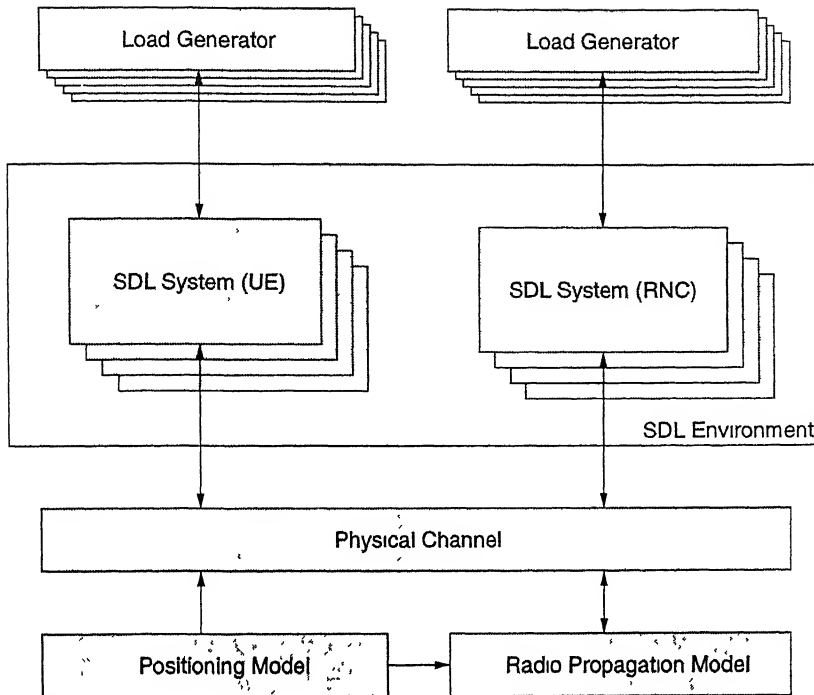 Load Generator
Load Generator
SDL System (UE)
SDL System (RNC)
SDL Environment
Physical Channel
Positioning Model
Radio Propagation Model